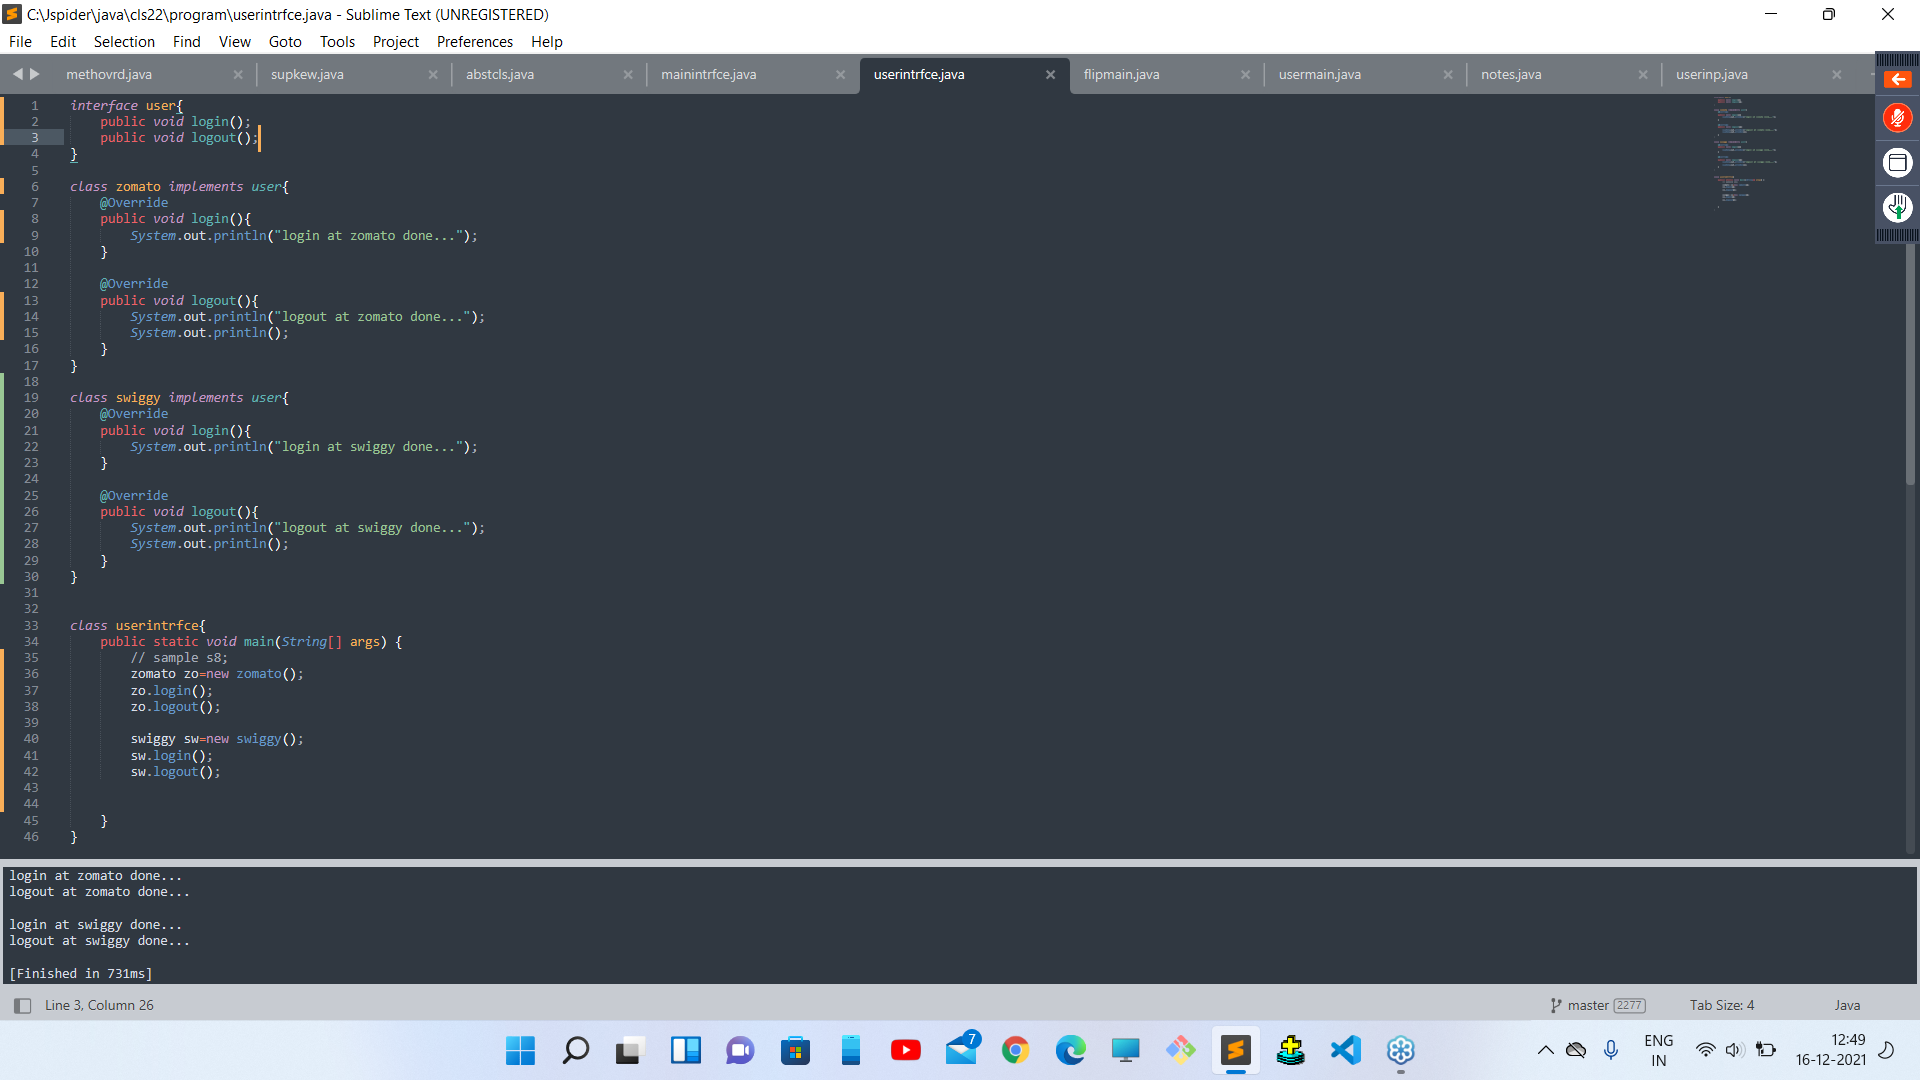 C:\Jspider\java\cls22\program\userintrfce.java - Sublime Text (UNREGISTERED)
File Edit Selection Find View Goto Tools Project Preferences Help
methovrd.java supkew.java abstcls.java mainintrfce.java userintrfce.java flipmain.java usermain.java notes.java userinp.java
1 interface user{
2     public void login();
3     public void logout();
4 }
5
6 class zomato implements user{
7     @Override
8     public void login(){
9         System.out.println("login at zomato done...");
10     }
11
12     @Override
13     public void logout(){
14         System.out.println("logout at zomato done...");
15         System.out.println();
16     }
17 }
18
19 class swiggy implements user{
20     @Override
21     public void login(){
22         System.out.println("login at swiggy done...");
23     }
24
25     @Override
26     public void logout(){
27         System.out.println("logout at swiggy done...");
28         System.out.println();
29     }
30 }
31
32
33 class userintrfce{
34     public static void main(String[] args) {
35         // sample s8;
36         zomato zo=new zomato();
37         zo.login();
38         zo.logout();
39
40         swiggy sw=new swiggy();
41         sw.login();
42         sw.logout();
43
44
45     }
46 }
login at zomato done...
logout at zomato done...
login at swiggy done...
logout at swiggy done...
[Finished in 731ms]
Line 3, Column 26 master 2277 Tab Size: 4 Java
7
ENG
IN
12:49
16-12-2021